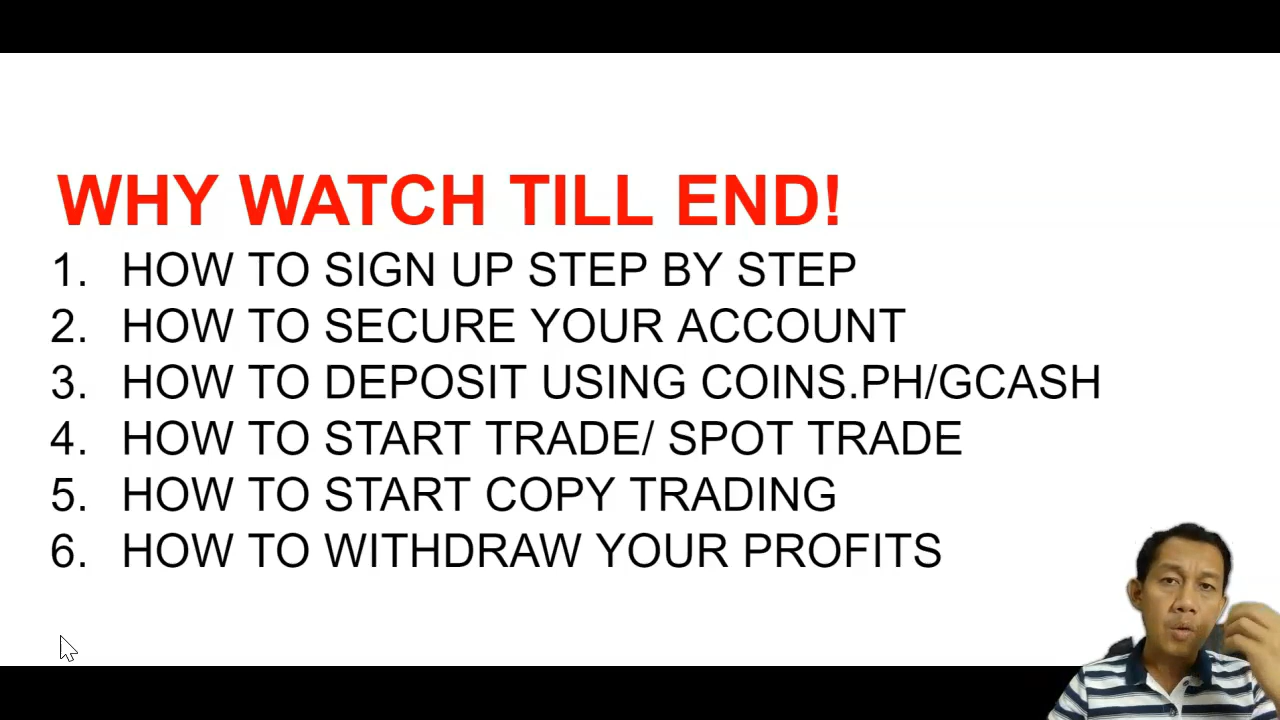 WHY WATCH TILL END!
1. HOW TO SIGN UP STEP BY STEP
2. HOW TO SECURE YOUR ACCOUNT
3. HOW TO DEPOSIT USING COINS.PH/GCASH
4. HOW TO START TRADE/ SPOT TRADE
5. HOW TO START COPY TRADING
6. HOW TO WITHDRAW YOUR PROFITS